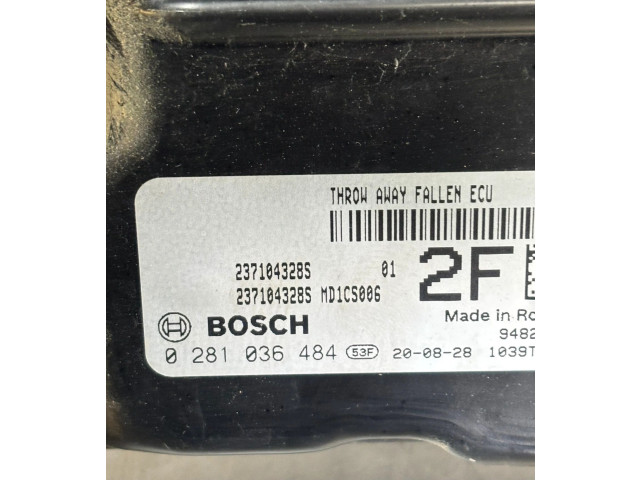 THROW AWAY FALLEN ECU
237104328S 01
237104328S MD1CS006
2F
BOSCH
Made in Ro
9482
0 281 036 484 53F 20-08-28 1039T